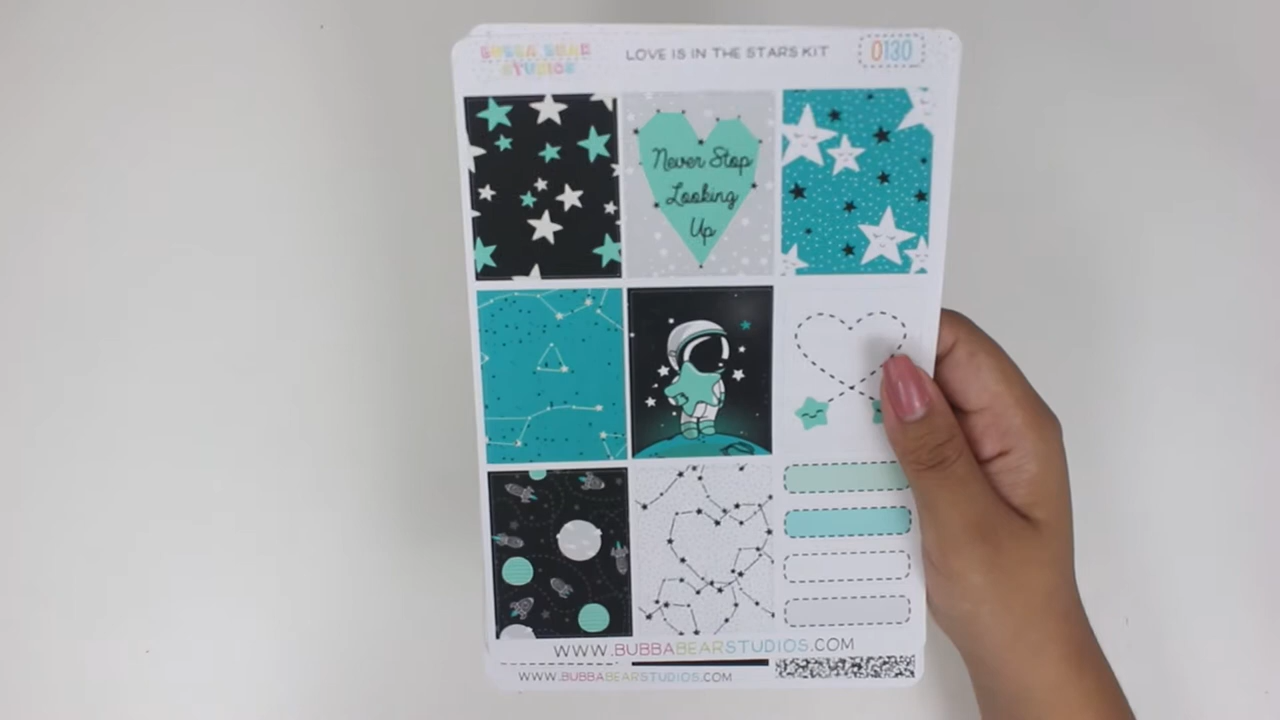 BUBBA BEAR
STUDIOS
LOVE IS IN THE STARS KIT
0130
Never Stop
Looking
Up
WWW.BUBBABEARSTUDIOS.COM
WWW.BUBBABEARSTUDIOS.COM